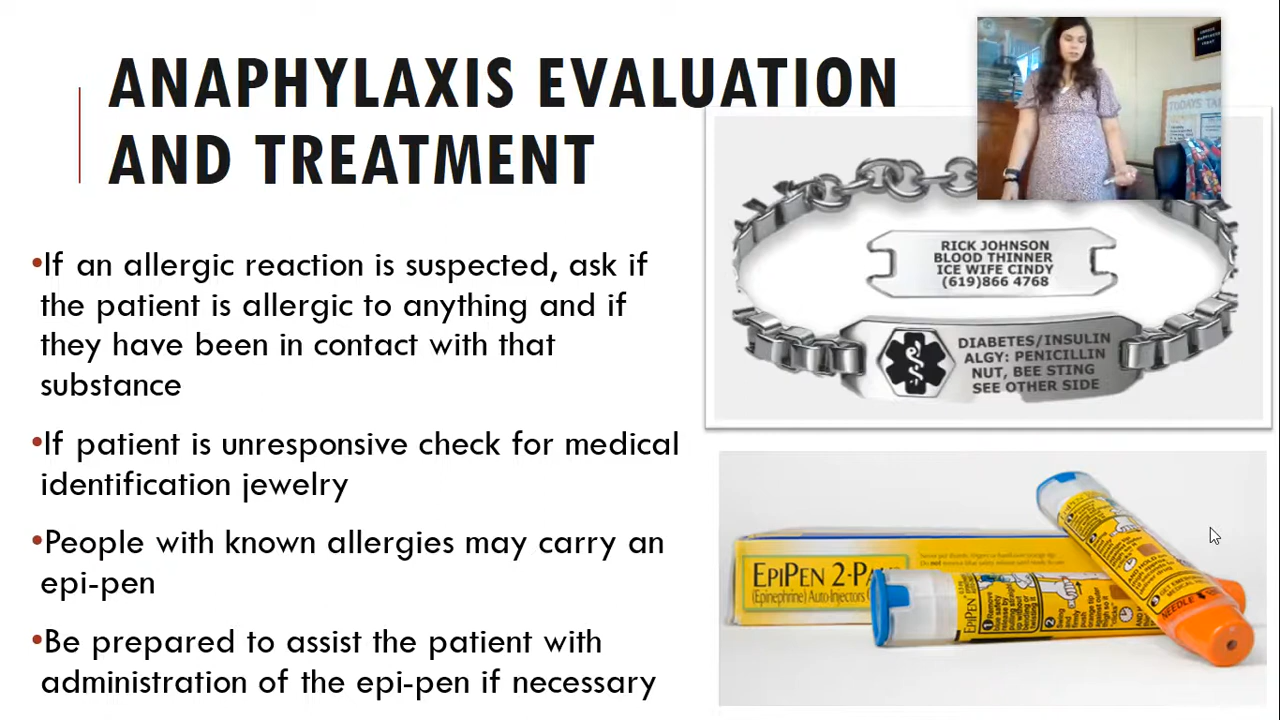 ANAPHYLAXIS EVALUATION
AND TREATMENT
•If an allergic reaction is suspected, ask if
the patient is allergic to anything and if
they have been in contact with that
substance
•If patient is unresponsive check for medical
identification jewelry
•People with known allergies may carry an
epi-pen
•Be prepared to assist the patient with
administration of the epi-pen if necessary
TODAYS
RICK JOHNSON
BLOOD THINNER
ICE WIFE CINDY
(619)866 4768
DIABETES/INSULIN
ALGY: PENICILLIN
NUT, BEE STING
SEE OTHER SIDE
EPIPEN 2-PA
(Epinephrine) Auto-Injectors
EPIPEN
NEEDLE